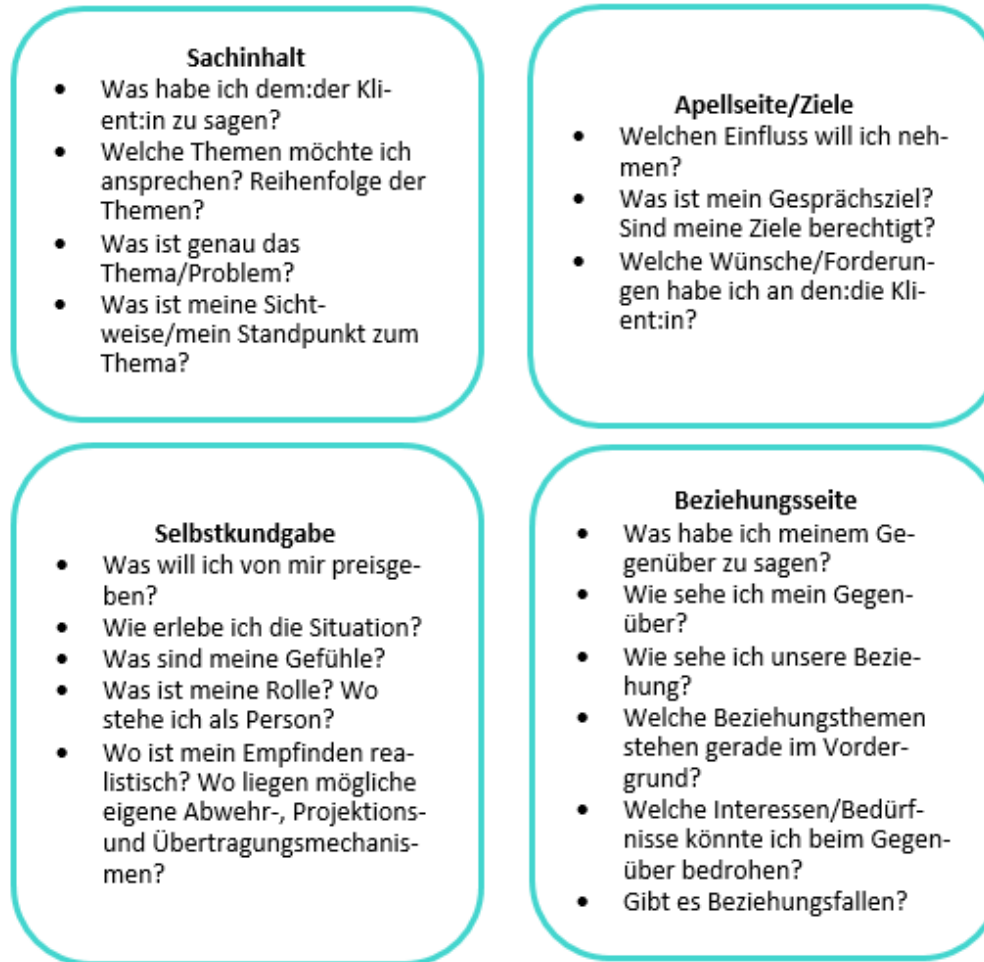 Sachinhalt
• Was habe ich dem:der Kli-
ent:in zu sagen?
• Welche Themen möchte ich
ansprechen? Reihenfolge der
Themen?
• Was ist genau das
Thema/Problem?
• Was ist meine Sicht-
weise/mein Standpunkt zum
Thema?
Apellseite/Ziele
• Welchen Einfluss will ich neh-
men?
• Was ist mein Gesprächsziel?
Sind meine Ziele berechtigt?
• Welche Wünsche/Forderun-
gen habe ich an den:die Kli-
ent:in?
Selbstkundgabe
• Was will ich von mir preisge-
ben?
• Wie erlebe ich die Situation?
• Was sind meine Gefühle?
• Was ist meine Rolle? Wo
stehe ich als Person?
• Wo ist mein Empfinden rea-
listisch? Wo liegen mögliche
eigene Abwehr-, Projektions-
und Übertragungsmechanis-
men?
Beziehungsseite
• Was habe ich meinem Ge-
genüber zu sagen?
• Wie sehe ich mein Gegen-
über?
• Wie sehe ich unsere Bezie-
hung?
• Welche Beziehungsthemen
stehen gerade im Vorder-
grund?
• Welche Interessen/Bedürf-
nisse könnte ich beim Gegen-
über bedrohen?
• Gibt es Beziehungsfallen?